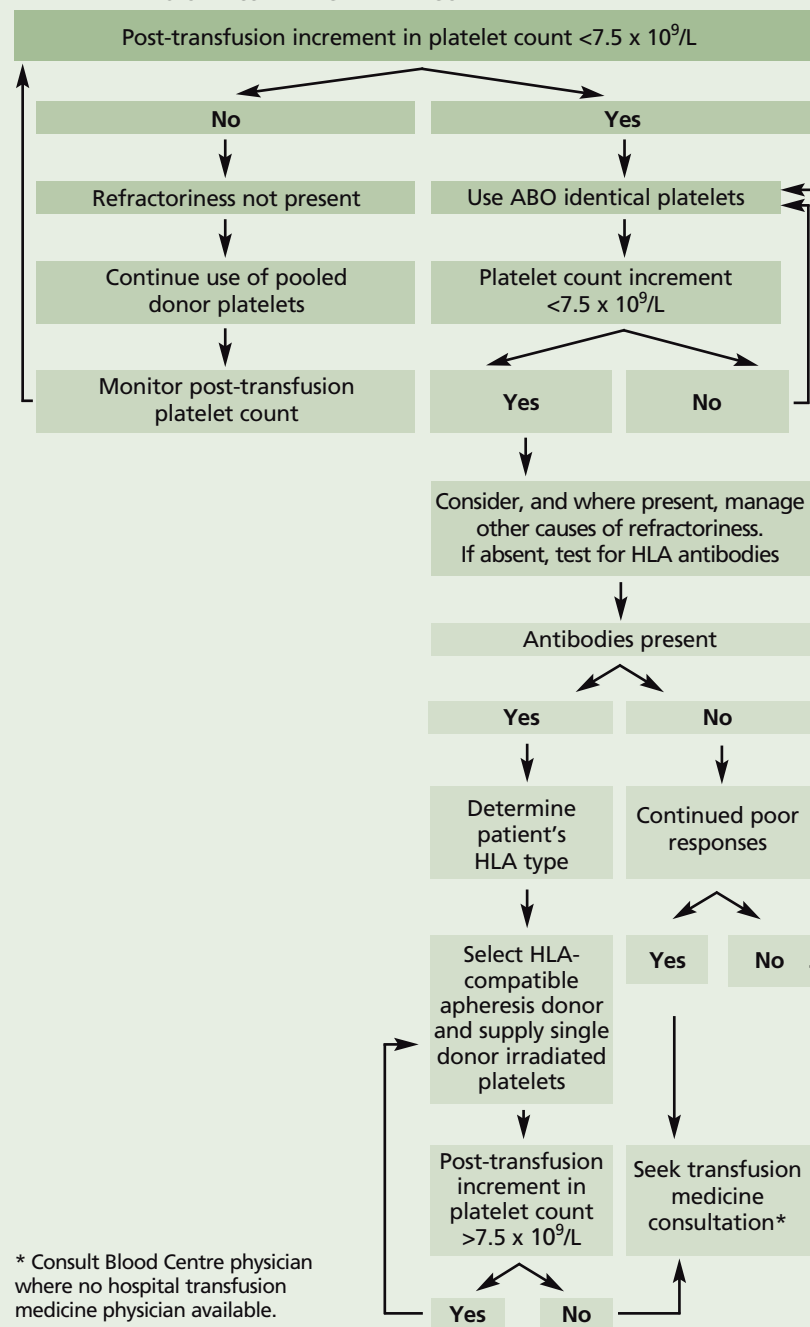 Post-transfusion increment in platelet count <7.5 x 10⁹/L
No
Yes
Refractoriness not present
Use ABO identical platelets
Continue use of pooled
donor platelets
Platelet count increment
<7.5 x 10⁹/L
Monitor post-transfusion
platelet count
Yes
No
Consider, and where present, manage
other causes of refractoriness.
If absent, test for HLA antibodies
Antibodies present
Yes
No
Determine
patient's
HLA type
Continued poor
responses
Select HLA-
compatible
apheresis donor
and supply single
donor irradiated
platelets
Yes
No
Post-transfusion
increment in
platelet count
>7.5 x 10⁹/L
Seek transfusion
medicine
consultation*
Yes
No
* Consult Blood Centre physician
where no hospital transfusion
medicine physician available.